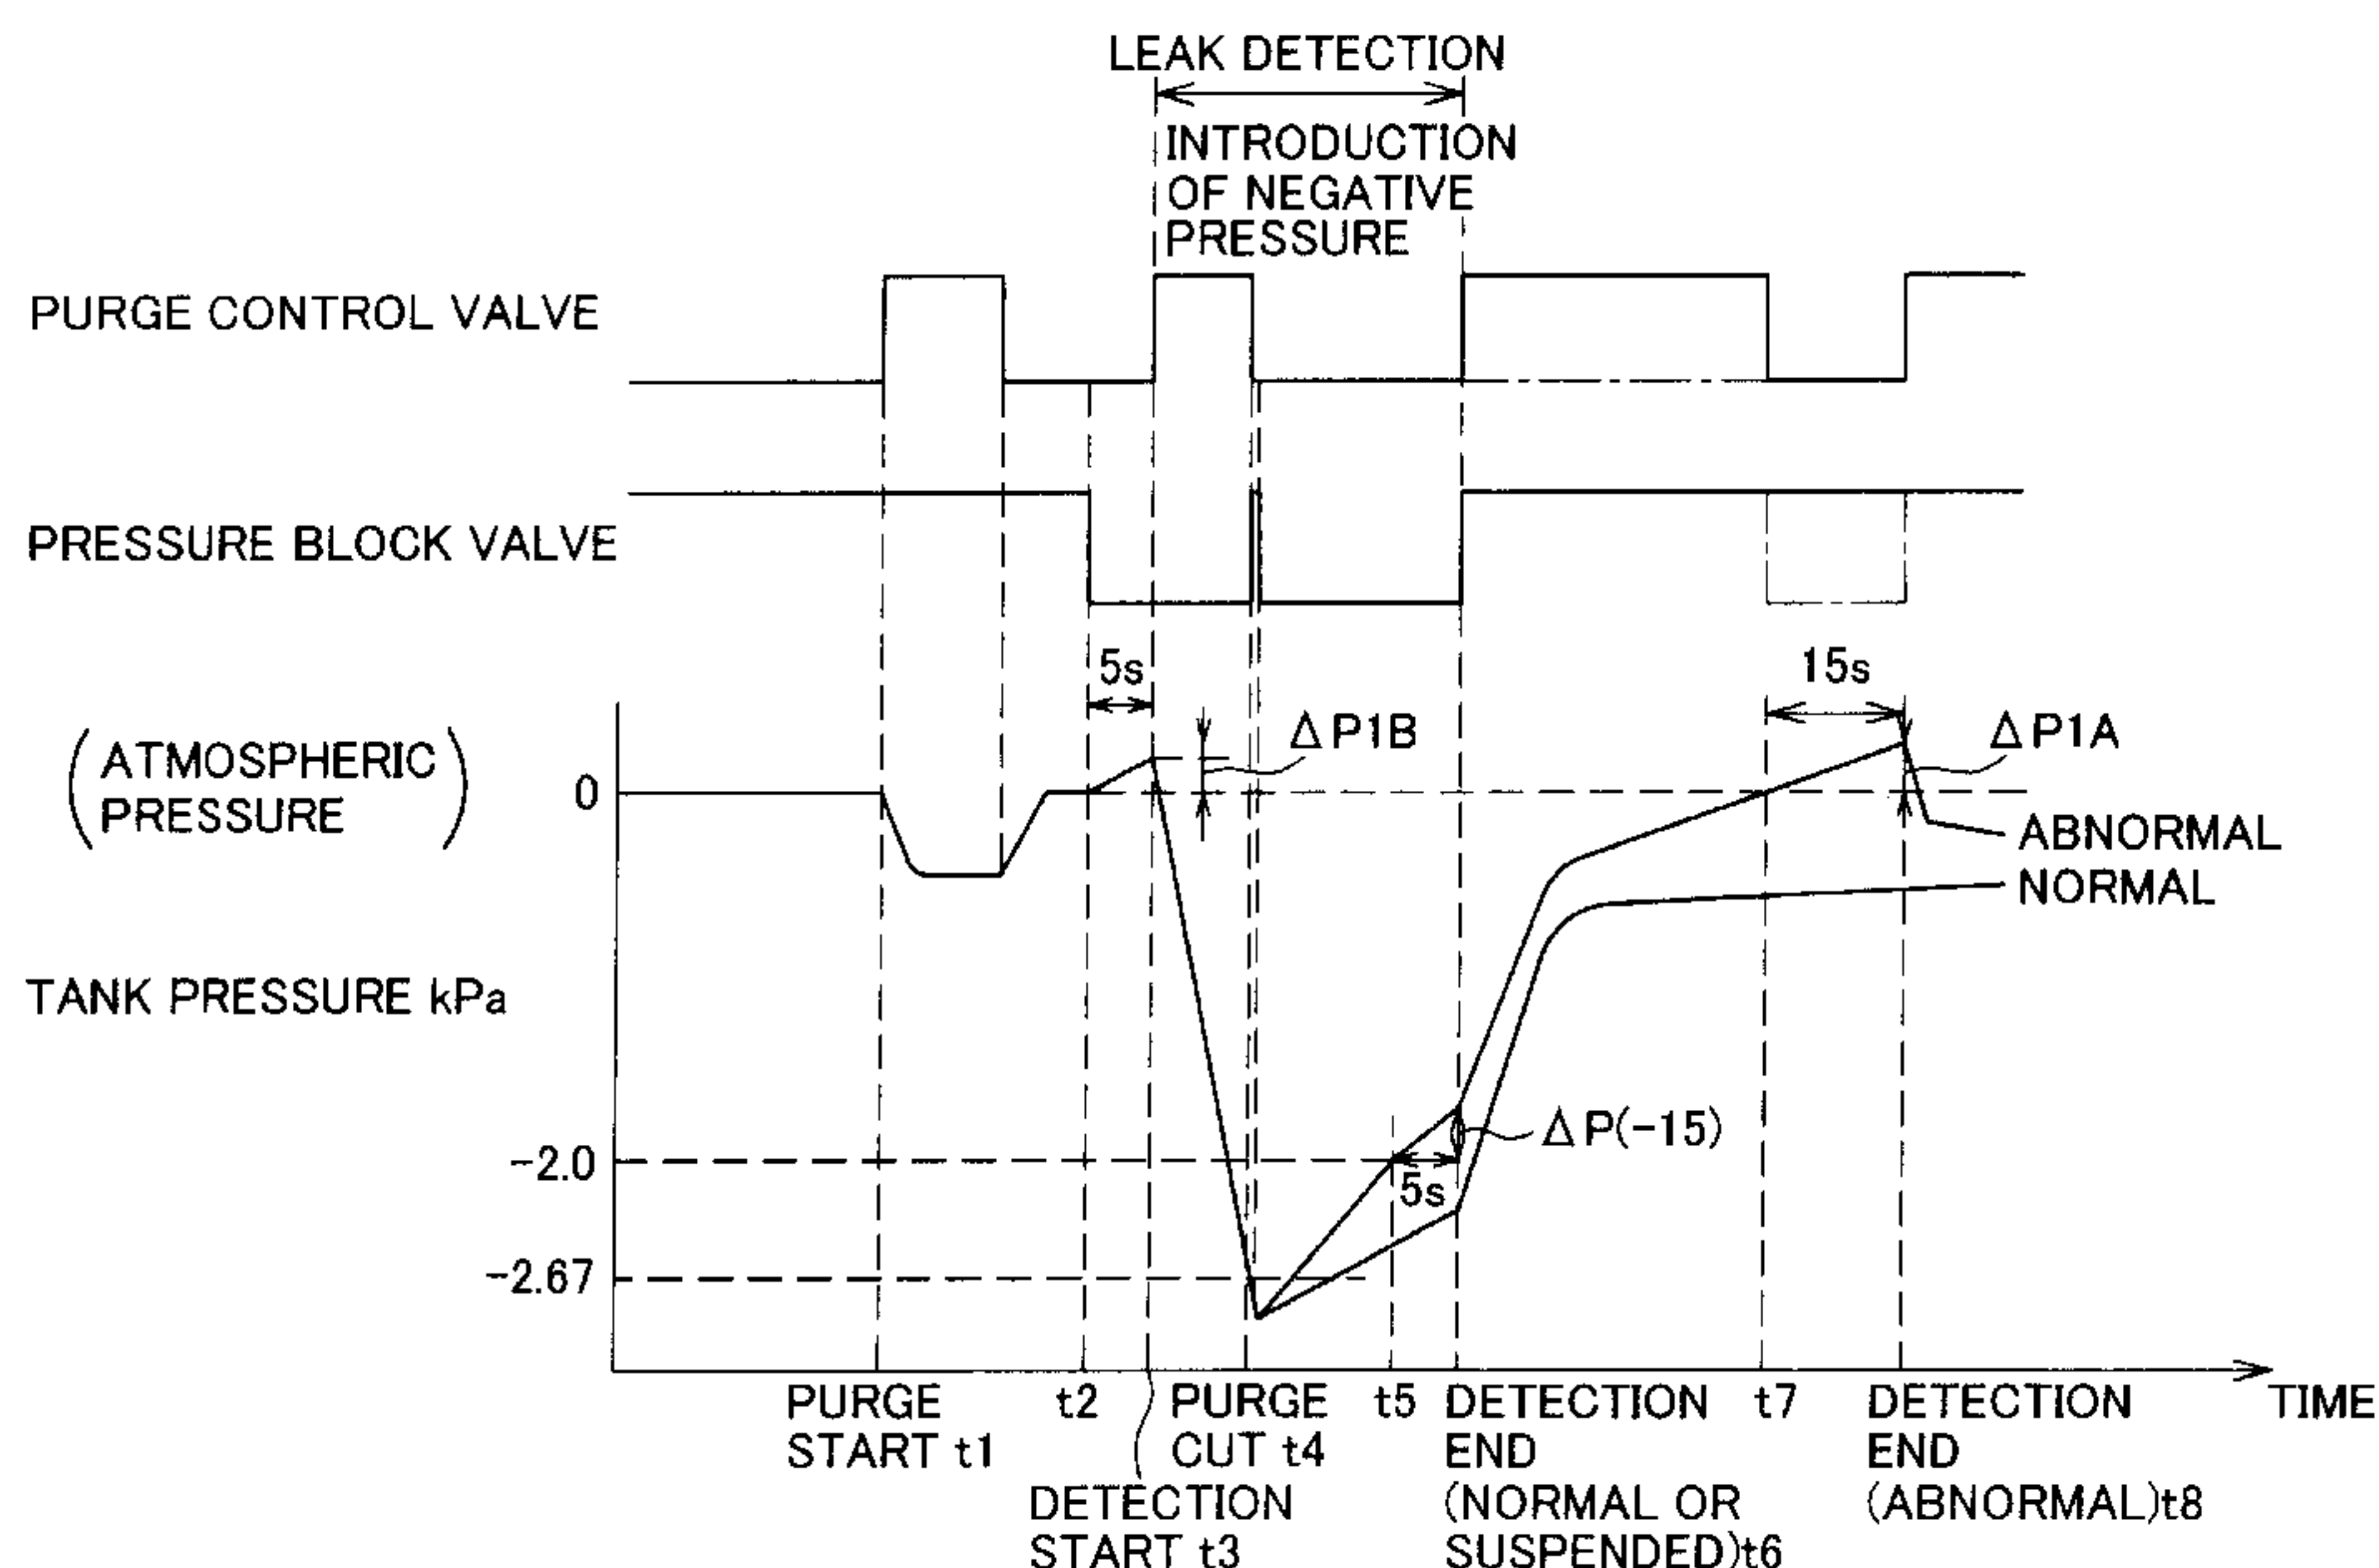 LEAK DETECTION
INTRODUCTION
OF NEGATIVE
PRESSURE
PURGE CONTROL VALVE
PRESSURE BLOCK VALVE
5s
15s
(ATMOSPHERIC
PRESSURE)
0
ΔP1B
ΔP1A
ABNORMAL
NORMAL
TANK PRESSURE kPa
ΔP(-15)
-2.0
5s
-2.67
PURGE
START t1
t2
DETECTION
START t3
PURGE
CUT t4
t5
DETECTION
END
(NORMAL OR
SUSPENDED)t6
t7
DETECTION
END
(ABNORMAL)t8
TIME